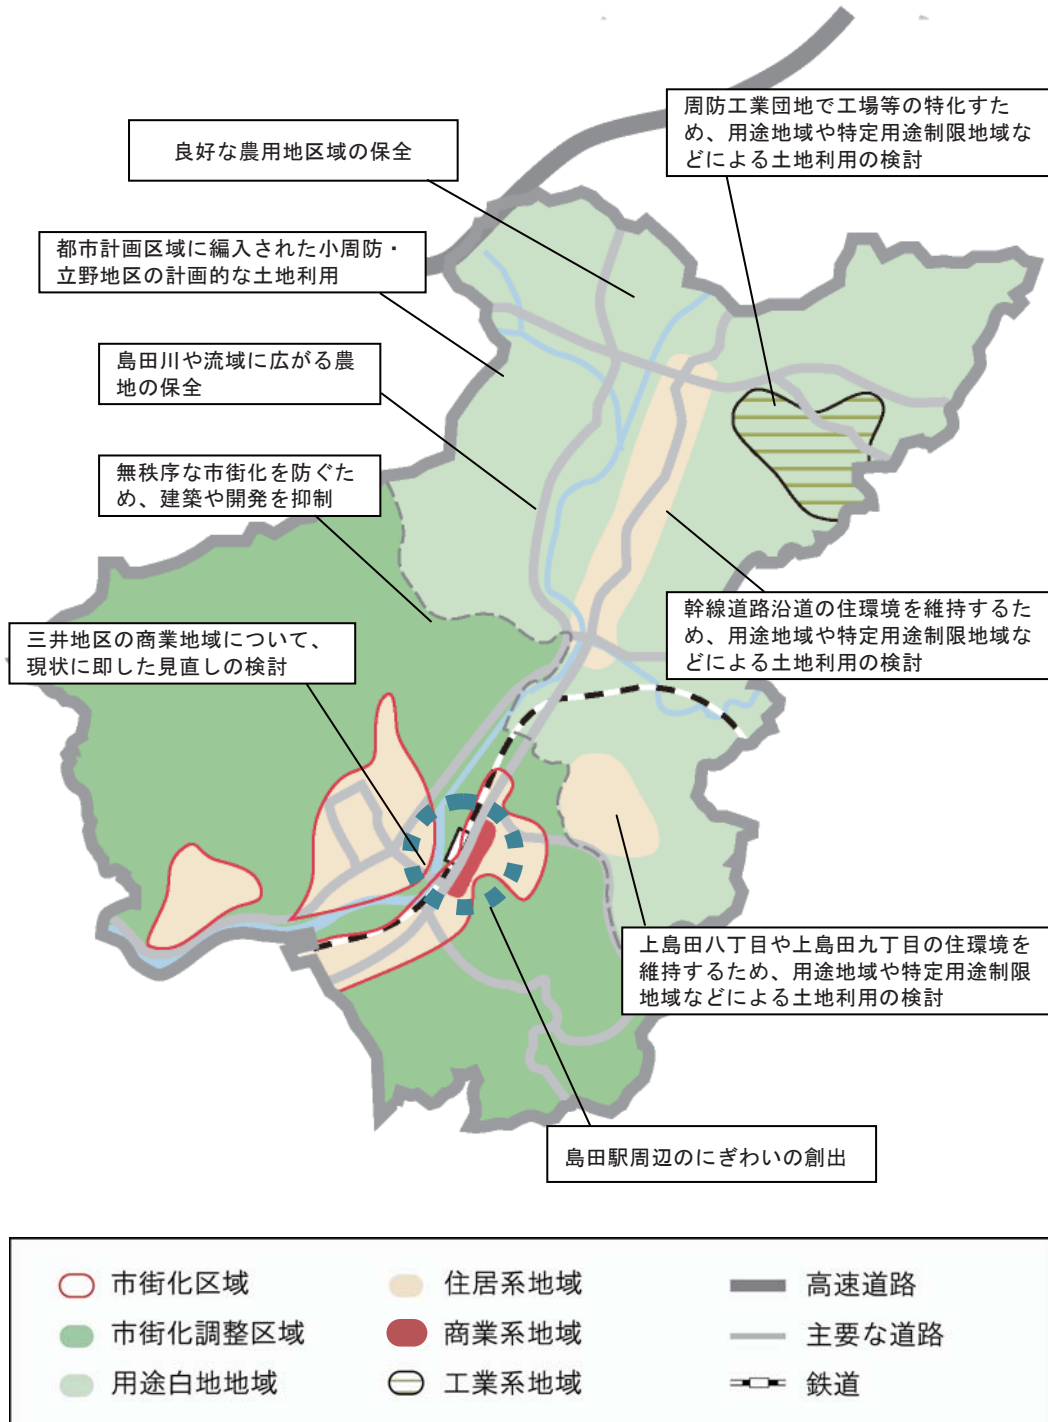 周防工業団地で工場等の特化すた
め、用途地域や特定用途制限地域な
どによる土地利用の検討
良好な農用地区域の保全
都市計画区域に編入された小周防・
立野地区の計画的な土地利用
島田川や流域に広がる農
地の保全
無秩序な市街化を防ぐた
め、建築や開発を抑制
幹線道路沿道の住環境を維持するた
め、用途地域や特定用途制限地域な
どによる土地利用の検討
三井地区の商業地域について、
現状に即した見直しの検討
上島田八丁目や上島田九丁目の住環境を
維持するため、用途地域や特定用途制限
地域などによる土地利用の検討
島田駅周辺のにぎわいの創出
市街化区域
住居系地域
高速道路
市街化調整区域
商業系地域
主要な道路
用途白地地域
工業系地域
鉄道